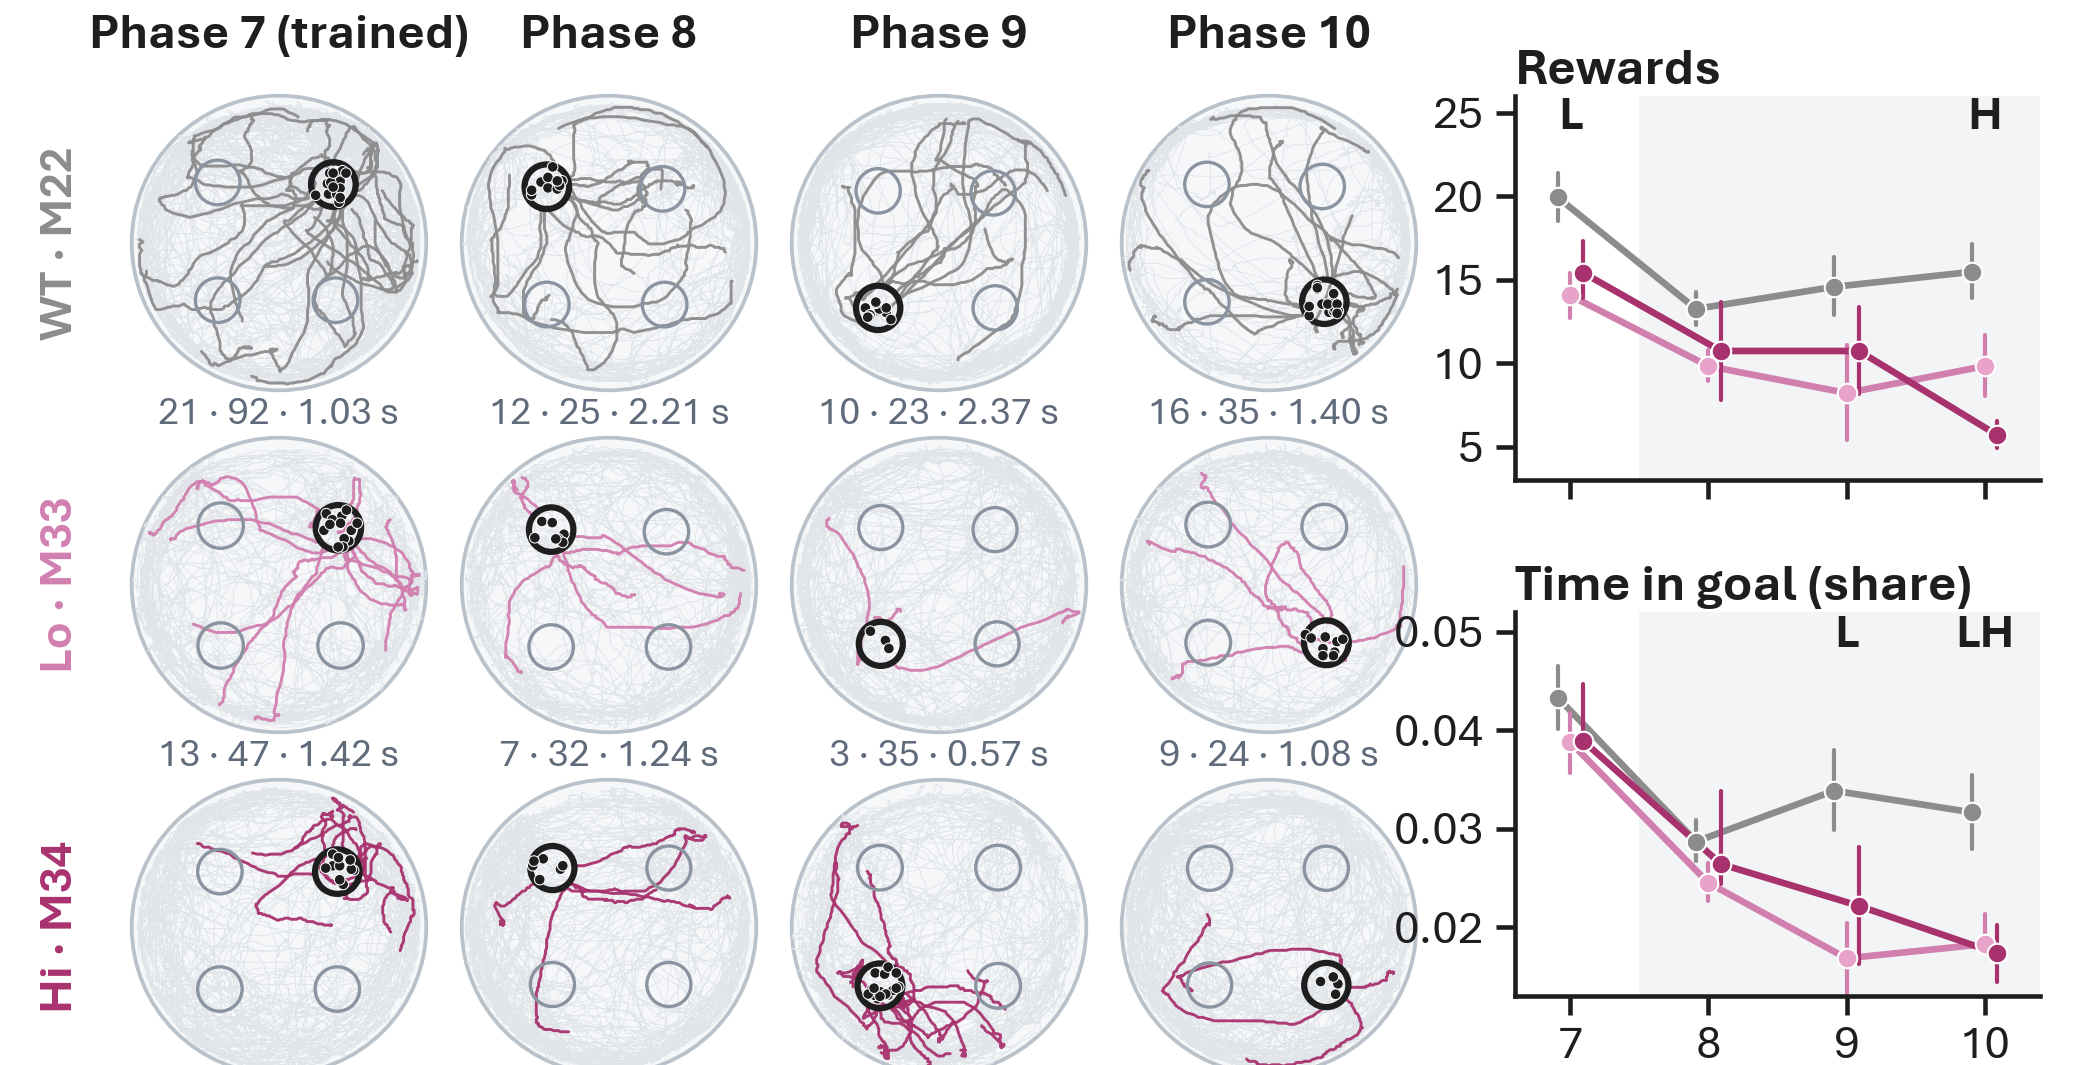 Phase 7 (trained)
Phase 8
Phase 9
Phase 10
WT · M22
21 · 92 · 1.03 s
12 · 25 · 2.21 s
10 · 23 · 2.37 s
16 · 35 · 1.40 s
Lo · M33
13 · 47 · 1.42 s
7 · 32 · 1.24 s
3 · 35 · 0.57 s
9 · 24 · 1.08 s
Hi · M34
Rewards
L
H
25
20
15
10
5
Time in goal (share)
L
LH
0.05
0.04
0.03
0.02
7
8
9
10